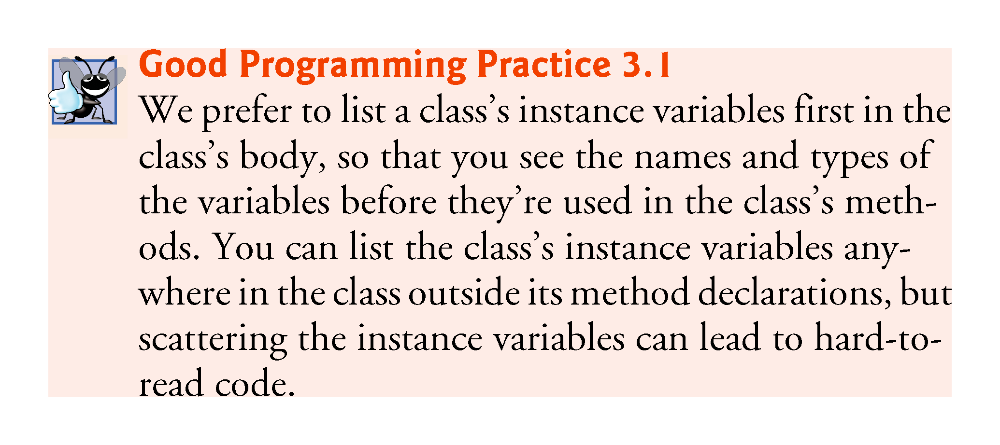 Good Programming Practice 3.1
We prefer to list a class’s instance variables first in the
class’s body, so that you see the names and types of
the variables before they’re used in the class’s meth-
ods. You can list the class’s instance variables any-
where in the class outside its method declarations, but
scattering the instance variables can lead to hard-to-
read code.